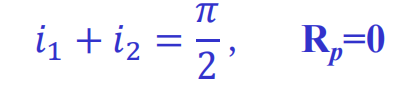 i₁ + i₂ = π/2 , Rₚ=0